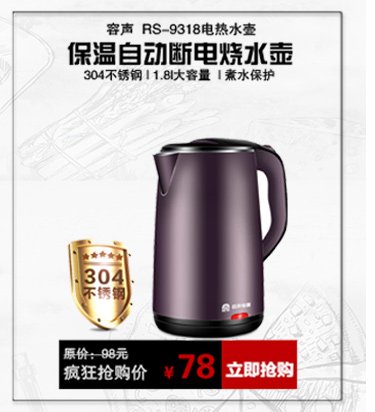 容声 RS-9318电热水壶
保温自动断电烧水壶
304不锈钢 | 1.8l大容量 | 煮水保护
304
不锈钢
原价：98元
疯狂抢购价 ¥78 立即抢购